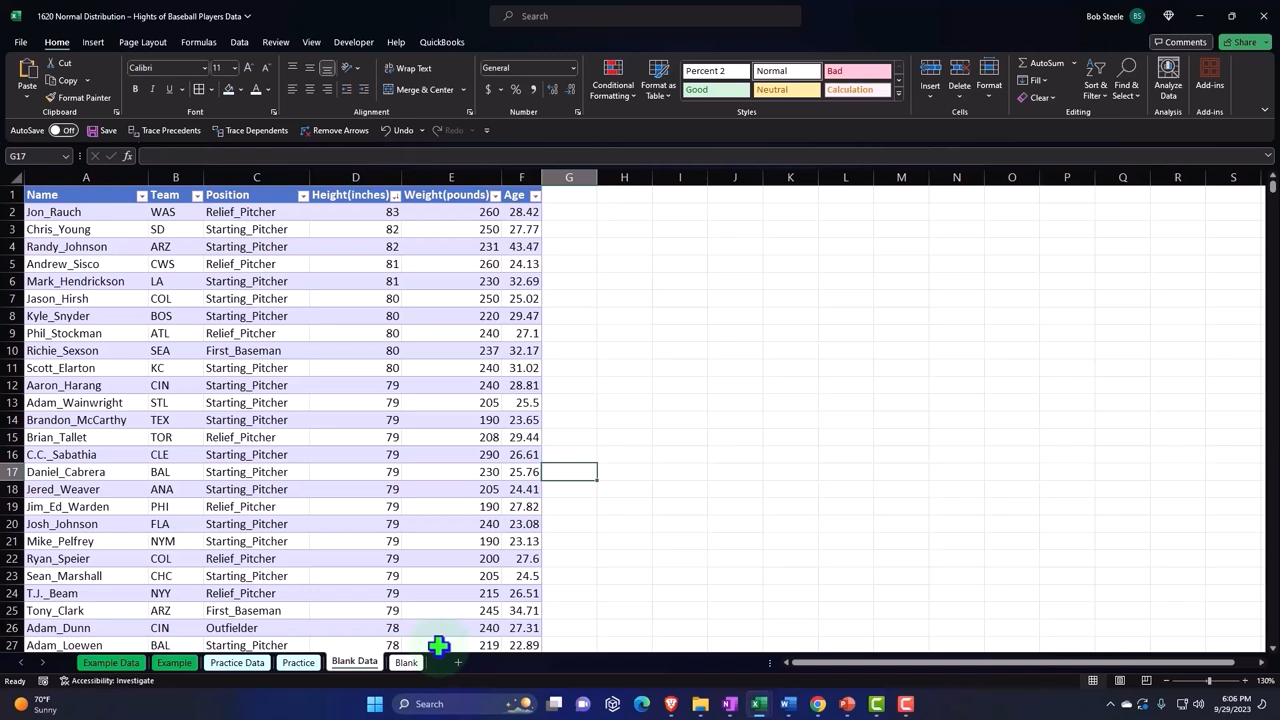 1620 Normal Distribution – Hights of Baseball Players Data
Search
Bob Steele BS
File Home Insert Page Layout Formulas Data Review View Developer Help QuickBooks Comments Share
Paste Cut Copy Format Painter Clipboard
Calibri 11 B I U Font
Wrap Text Merge & Center Alignment
General $ % Number
Conditional Formatting Format as Table
Percent 2 Normal Bad
Good Neutral Calculation
Styles
Insert Delete Format Cells
AutoSum Fill Clear Sort & Filter Find & Select Editing
Analyze Data Analysis Add-ins Add-ins
AutoSave Off Save Trace Precedents Trace Dependents Remove Arrows Undo Redo
G17 fx
A B C D E F G H I J K L M N O P Q R S
1 Name Team Position Height(inches) Weight(pounds) Age
2 Jon_Rauch WAS Relief_Pitcher 83 260 28.42
3 Chris_Young SD Starting_Pitcher 82 250 27.77
4 Randy_Johnson ARZ Starting_Pitcher 82 231 43.47
5 Andrew_Sisco CWS Relief_Pitcher 81 260 24.13
6 Mark_Hendrickson LA Starting_Pitcher 81 230 32.69
7 Jason_Hirsh COL Starting_Pitcher 80 250 25.02
8 Kyle_Snyder BOS Starting_Pitcher 80 220 29.47
9 Phil_Stockman ATL Relief_Pitcher 80 240 27.1
10 Richie_Sexson SEA First_Baseman 80 237 32.17
11 Scott_Elarton KC Starting_Pitcher 80 240 31.02
12 Aaron_Harang CIN Starting_Pitcher 79 240 28.81
13 Adam_Wainwright STL Starting_Pitcher 79 205 25.5
14 Brandon_McCarthy TEX Starting_Pitcher 79 190 23.65
15 Brian_Tallet TOR Relief_Pitcher 79 208 29.44
16 C.C._Sabathia CLE Starting_Pitcher 79 290 26.61
17 Daniel_Cabrera BAL Starting_Pitcher 79 230 25.76
18 Jered_Weaver ANA Starting_Pitcher 79 205 24.41
19 Jim_Ed_Warden PHI Relief_Pitcher 79 190 27.82
20 Josh_Johnson FLA Starting_Pitcher 79 240 23.08
21 Mike_Pelfrey NYM Starting_Pitcher 79 190 23.13
22 Ryan_Speier COL Relief_Pitcher 79 200 27.6
23 Sean_Marshall CHC Starting_Pitcher 79 205 24.5
24 T.J._Beam NYY Relief_Pitcher 79 215 26.51
25 Tony_Clark ARZ First_Baseman 79 245 34.71
26 Adam_Dunn CIN Outfielder 78 240 27.31
27 Adam_Loewen BAL Starting_Pitcher 78 219 22.89
Example Data Example Practice Data Practice Blank Data Blank
Ready Accessibility: Investigate 130%
70°F
Sunny
Search
6:06 PM
9/29/2023